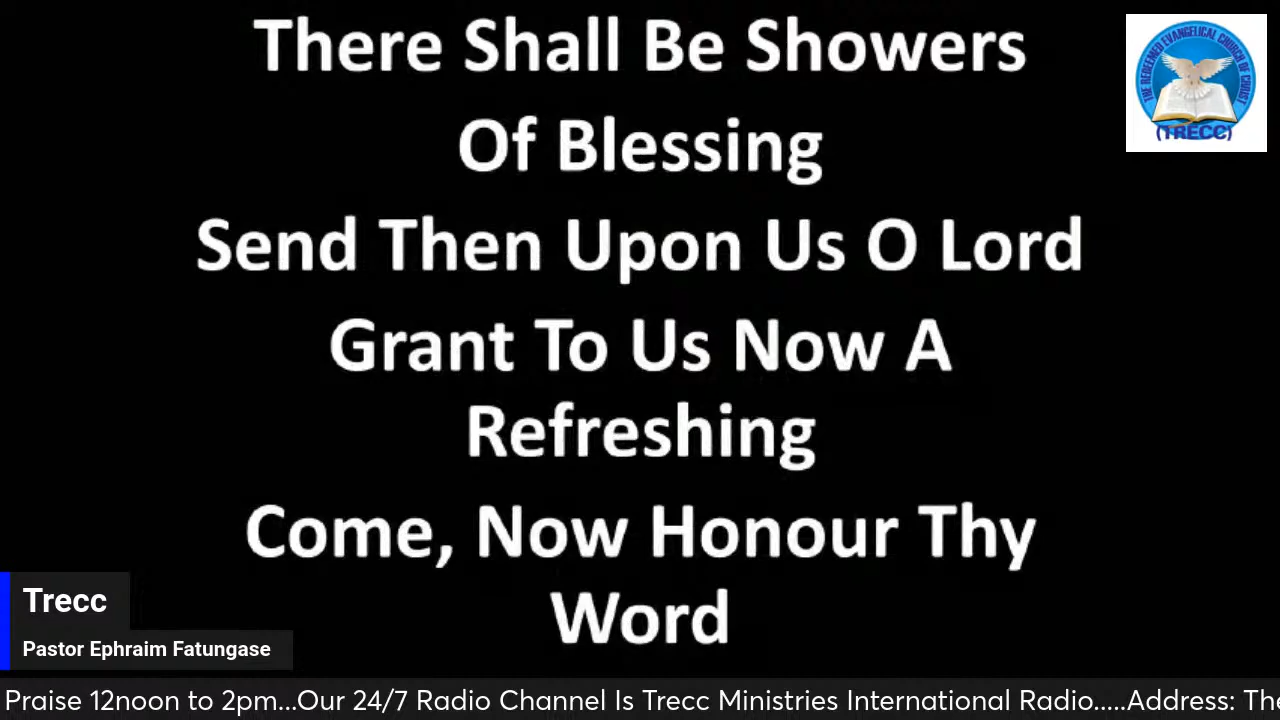 There Shall Be Showers
Of Blessing
Send Then Upon Us O Lord
Grant To Us Now A
Refreshing
Come, Now Honour Thy
Word
THE REDEEMED EVANGELICAL CHURCH OF CHRIST
(TRECC)
Trecc
Pastor Ephraim Fatungase
Praise 12noon to 2pm...Our 24/7 Radio Channel Is Trecc Ministries International Radio.....Address: Tha